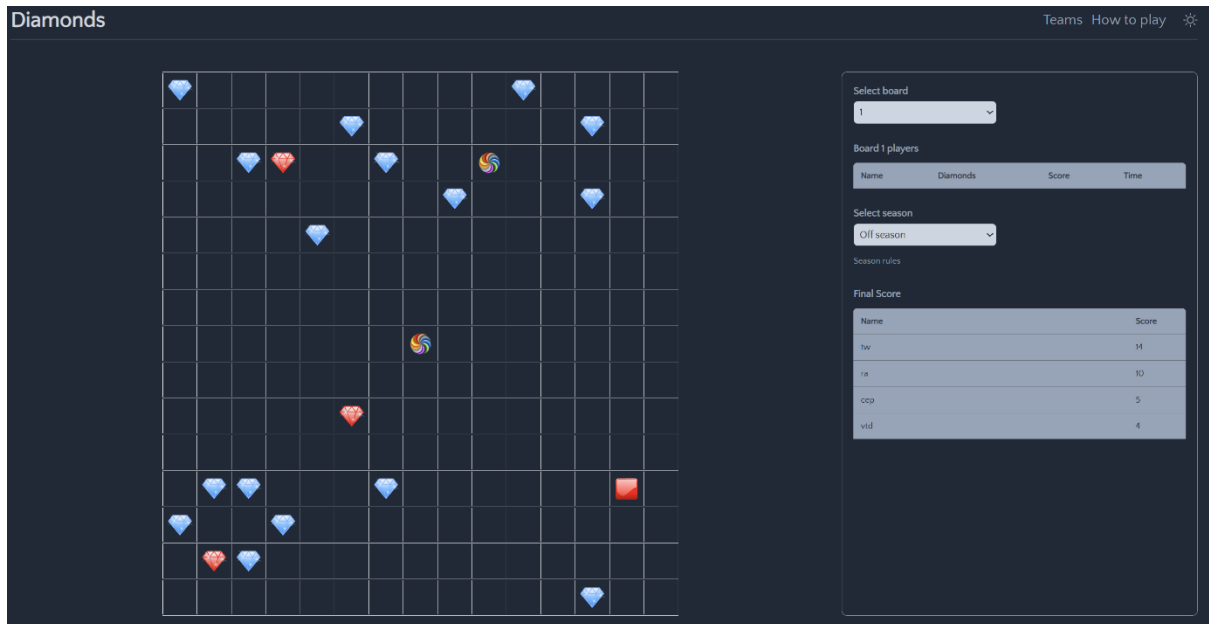 Diamonds
Teams How to play
Select board
1
Board 1 players
Name Diamonds Score Time
Select season
Off season
Season rules
Final Score
Name Score
tw 14
ra 10
cep 5
vtd 4